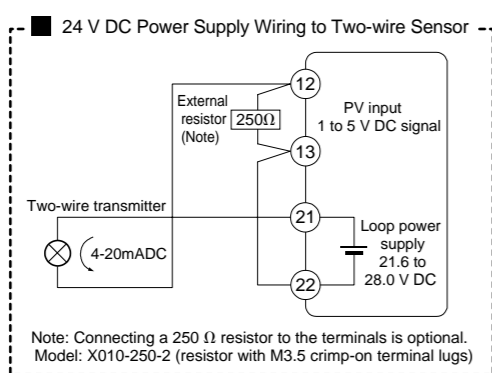 24 V DC Power Supply Wiring to Two-wire Sensor
12
External
resistor
(Note)
250Ω
PV input
1 to 5 V DC signal
13
Two-wire transmitter
21
4-20mADC
Loop power
supply
21.6 to
28.0 V DC
22
Note: Connecting a 250 Ω resistor to the terminals is optional.
Model: X010-250-2 (resistor with M3.5 crimp-on terminal lugs)